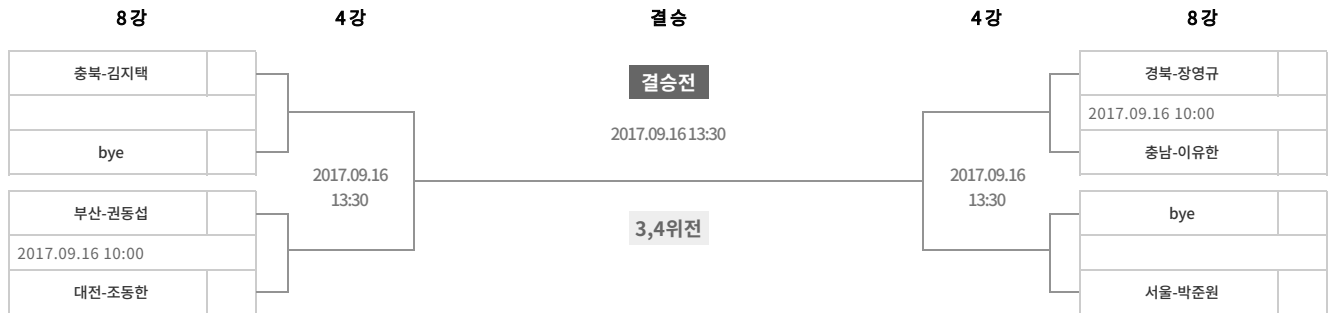 8강
4강
결승
4강
8강
충북-김지택
bye
부산-권동섭
2017.09.16 10:00
대전-조동한
2017.09.16
13:30
결승전
2017.09.16 13:30
3,4위전
2017.09.16
13:30
경북-장영규
2017.09.16 10:00
충남-이유한
bye
서울-박준원